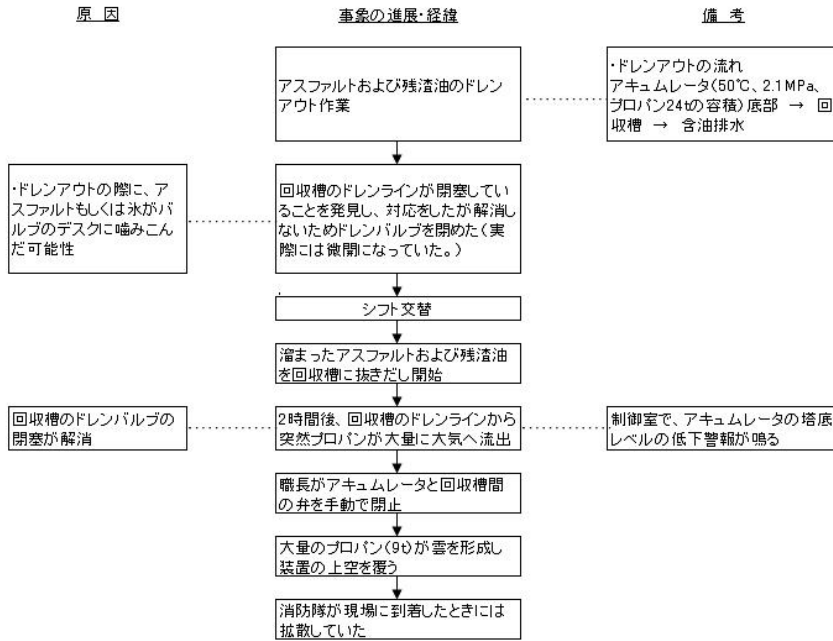 原 因
事象の進展・経緯
備 考
アスファルトおよび残渣油のドレン
アウト作業
・ドレンアウトの流れ
アキュムレータ(50℃、2.1MPa、
プロパン24tの容積)底部 → 回
収槽 → 含油排水
・ドレンアウトの際に、ア
スファルトもしくは氷がバ
ルブのデスクに噛みこん
だ可能性
回収槽のドレンラインが閉塞してい
ることを発見し、対応をしたが解消し
ないためドレンバルブを閉めた(実
際には微開になっていた。)
シフト交替
溜まったアスファルトおよび残渣油
を回収槽に抜きだし開始
回収槽のドレンバルブの
閉塞が解消
2時間後、回収槽のドレンラインから
突然プロパンが大量に大気へ流出
制御室で、アキュムレータの塔底
レベルの低下警報が鳴る
職長がアキュムレータと回収槽間
の弁を手動で閉止
大量のプロパン(9t)が雲を形成し
装置の上空を覆う
消防隊が現場に到着したときには
拡散していた